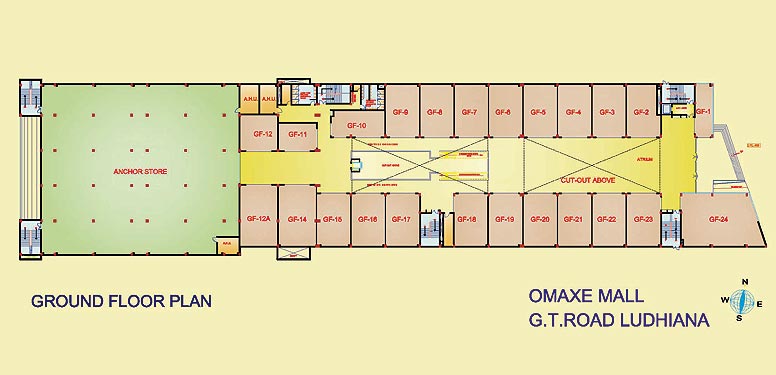 GF-9
GF-8
GF-7
GF-6
GF-5
GF-4
GF-3
GF-2
GF-1
A.H.U.
A.H.U.
GF-10
GF-12
GF-11
ANCHOR STORE
ATRIUM
CUT-OUT ABOVE
GF-12A
GF-14
GF-15
GF-16
GF-17
GF-18
GF-19
GF-20
GF-21
GF-22
GF-23
GF-24
GROUND FLOOR PLAN
OMAXE MALL
G.T.ROAD LUDHIANA
N
W
E
S